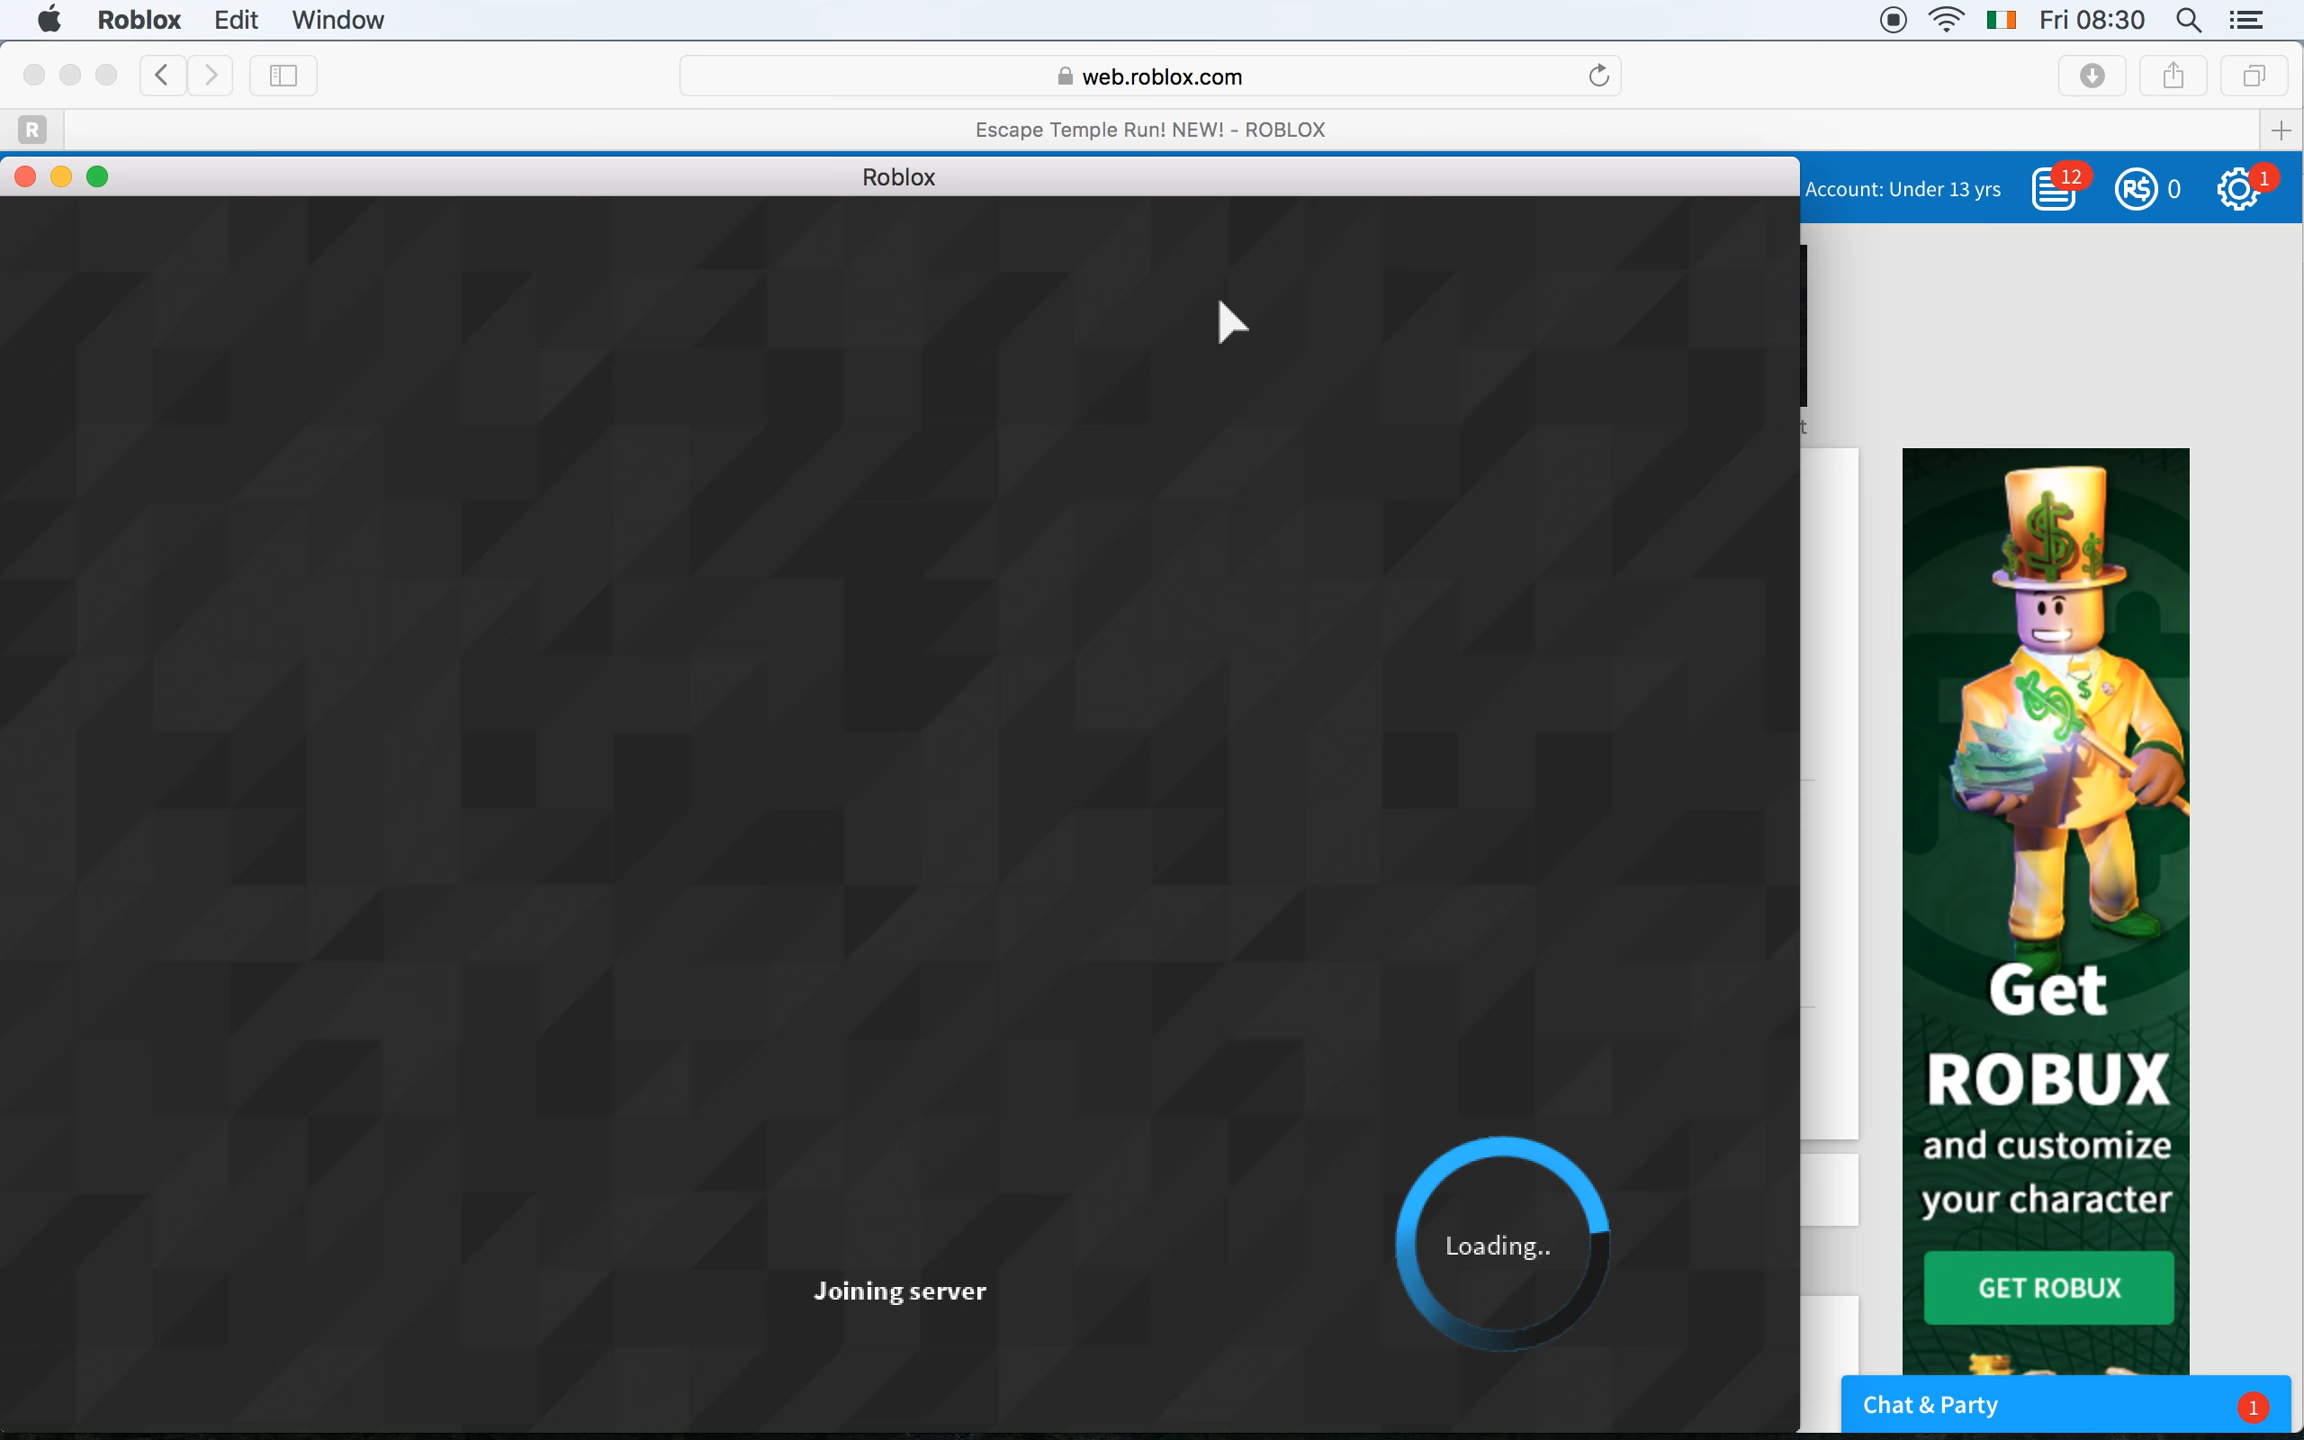 Roblox Edit Window Fri 08:30
web.roblox.com
R Escape Temple Run! NEW! - ROBLOX
Roblox
Account: Under 13 yrs 12 R$ 0 1
t
Get
ROBUX
and customize
your character
GET ROBUX
Loading..
Joining server
Chat & Party 1